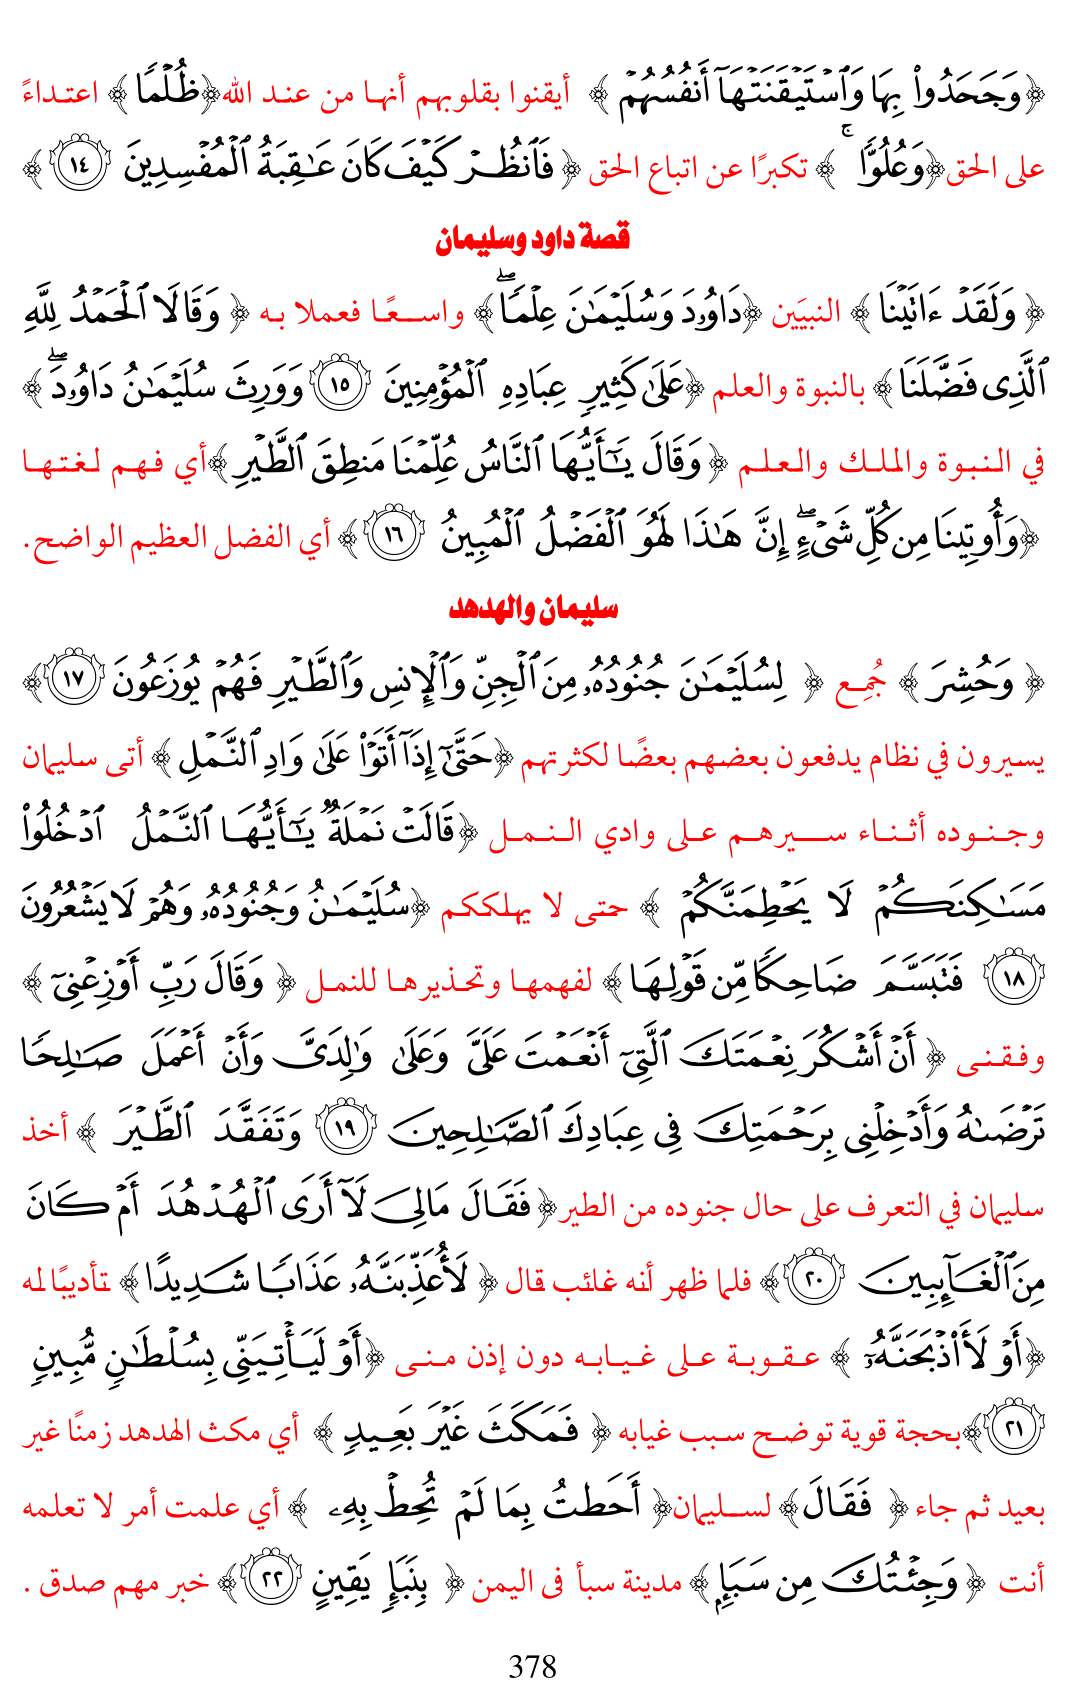 ﴿ وَجَحَدُوا۟ بِهَا وَٱسْتَيْقَنَتْهَآ أَنفُسُهُمْ ﴾ أيقنوا بقلوبهم أنها من عند الله ﴿ ظُلْمًا ﴾ اعتداءً
على الحق ﴿ وَعُلُوًّا ۚ ﴾ تكبرًا عن اتباع الحق ﴿ فَٱنظُرْ كَيْفَ كَانَ عَـٰقِبَةُ ٱلْمُفْسِدِينَ ١٤ ﴾
قصة داود وسليمان
﴿ وَلَقَدْ ءَاتَيْنَا ﴾ النبيَين ﴿ دَاوُۥدَ وَسُلَيْمَـٰنَ عِلْمًا ۖ ﴾ واسعًا فعملا به ﴿ وَقَالَا ٱلْحَمْدُ لِلَّهِ
ٱلَّذِى فَضَّلَنَا ﴾ بالنبوة والعلم ﴿ عَلَىٰ كَثِيرٍ مِّنْ عِبَادِهِ ٱلْمُؤْمِنِينَ ١٥ وَوَرِثَ سُلَيْمَـٰنُ دَاوُۥدَ ۖ ﴾
في النبوة والملك والعلم ﴿ وَقَالَ يَـٰٓأَيُّهَا ٱلنَّاسُ عُلِّمْنَا مَنطِقَ ٱلطَّيْرِ ﴾ أي فهم لغتها
﴿ وَأُوتِينَا مِن كُلِّ شَىْءٍ ۖ إِنَّ هَـٰذَا لَهُوَ ٱلْفَضْلُ ٱلْمُبِينُ ١٦ ﴾ أي الفضل العظيم الواضح.
سليمان والهدهد
﴿ وَحُشِرَ ﴾ جُمِع ﴿ لِسُلَيْمَـٰنَ جُنُودُهُۥ مِنَ ٱلْجِنِّ وَٱلْإِنسِ وَٱلطَّيْرِ فَهُمْ يُوزَعُونَ ١٧ ﴾
يسيرون في نظام يدفعون بعضهم بعضًا لكثرتهم ﴿ حَتَّىٰٓ إِذَآ أَتَوْا۟ عَلَىٰ وَادِ ٱلنَّمْلِ ﴾ أتى سليمان
وجنوده أثناء سيرهم على وادي النمل ﴿ قَالَتْ نَمْلَةٌ يَـٰٓأَيُّهَا ٱلنَّمْلُ ٱدْخُلُوا۟
مَسَـٰكِنَكُمْ لَا يَحْطِمَنَّكُمْ ﴾ حتى لا يهلككم ﴿ سُلَيْمَـٰنُ وَجُنُودُهُۥ وَهُمْ لَا يَشْعُرُونَ
١٨ فَتَبَسَّمَ ضَاحِكًا مِّن قَوْلِهَا ﴾ لفهمها وتحذيرها للنمل ﴿ وَقَالَ رَبِّ أَوْزِعْنِىٓ ﴾
وفقنى ﴿ أَنْ أَشْكُرَ نِعْمَتَكَ ٱلَّتِىٓ أَنْعَمْتَ عَلَىَّ وَعَلَىٰ وَٰلِدَىَّ وَأَنْ أَعْمَلَ صَـٰلِحًا
تَرْضَىٰهُ وَأَدْخِلْنِى بِرَحْمَتِكَ فِى عِبَادِكَ ٱلصَّـٰلِحِينَ ١٩ وَتَفَقَّدَ ٱلطَّيْرَ ﴾ أخذ
سليمان في التعرف على حال جنوده من الطير ﴿ فَقَالَ مَالِىَ لَآ أَرَى ٱلْهُدْهُدَ أَمْ كَانَ
مِنَ ٱلْغَآئِبِينَ ٢٠ ﴾ فلما ظهر أنه غائب قال ﴿ لَأُعَذِّبَنَّهُۥ عَذَابًا شَدِيدًا ﴾ تأديبًا له
﴿ أَوْ لَأَا۟ذْبَحَنَّهُۥٓ ﴾ عقوبة على غيابه دون إذن منى ﴿ أَوْ لَيَأْتِيَنِّى بِسُلْطَـٰنٍ مُّبِينٍ
٢١ ﴾ بحجة قوية توضح سبب غيابه ﴿ فَمَكَثَ غَيْرَ بَعِيدٍ ﴾ أي مكث الهدهد زمنًا غير
بعيد ثم جاء ﴿ فَقَالَ ﴾ لسليمان ﴿ أَحَطتُ بِمَا لَمْ تُحِطْ بِهِۦ ﴾ أي علمت أمر لا تعلمه
أنت ﴿ وَجِئْتُكَ مِن سَبَإٍ ﴾ مدينة سبأ فى اليمن ﴿ بِنَبَإٍ يَقِينٍ ٢٢ ﴾ خبر مهم صدق .
378